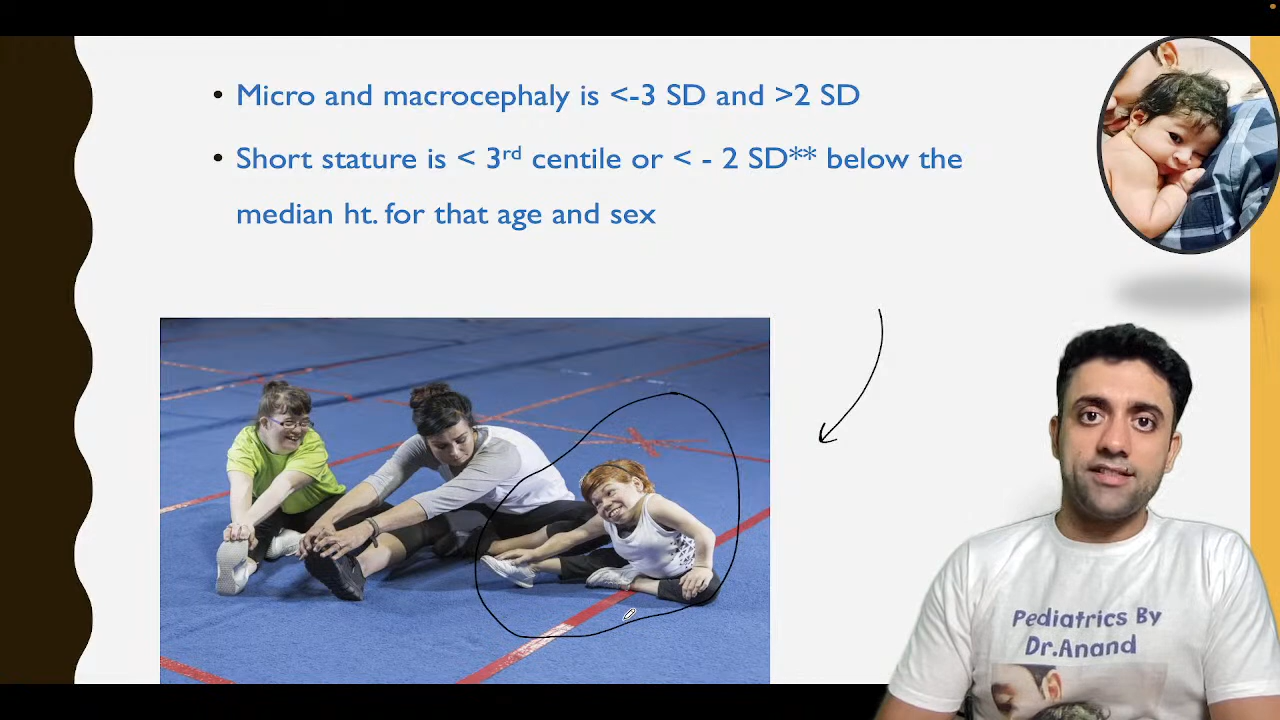 • Micro and macrocephaly is <-3 SD and >2 SD
• Short stature is < 3rd centile or < - 2 SD** below the
median ht. for that age and sex
Pediatrics By
Dr.Anand